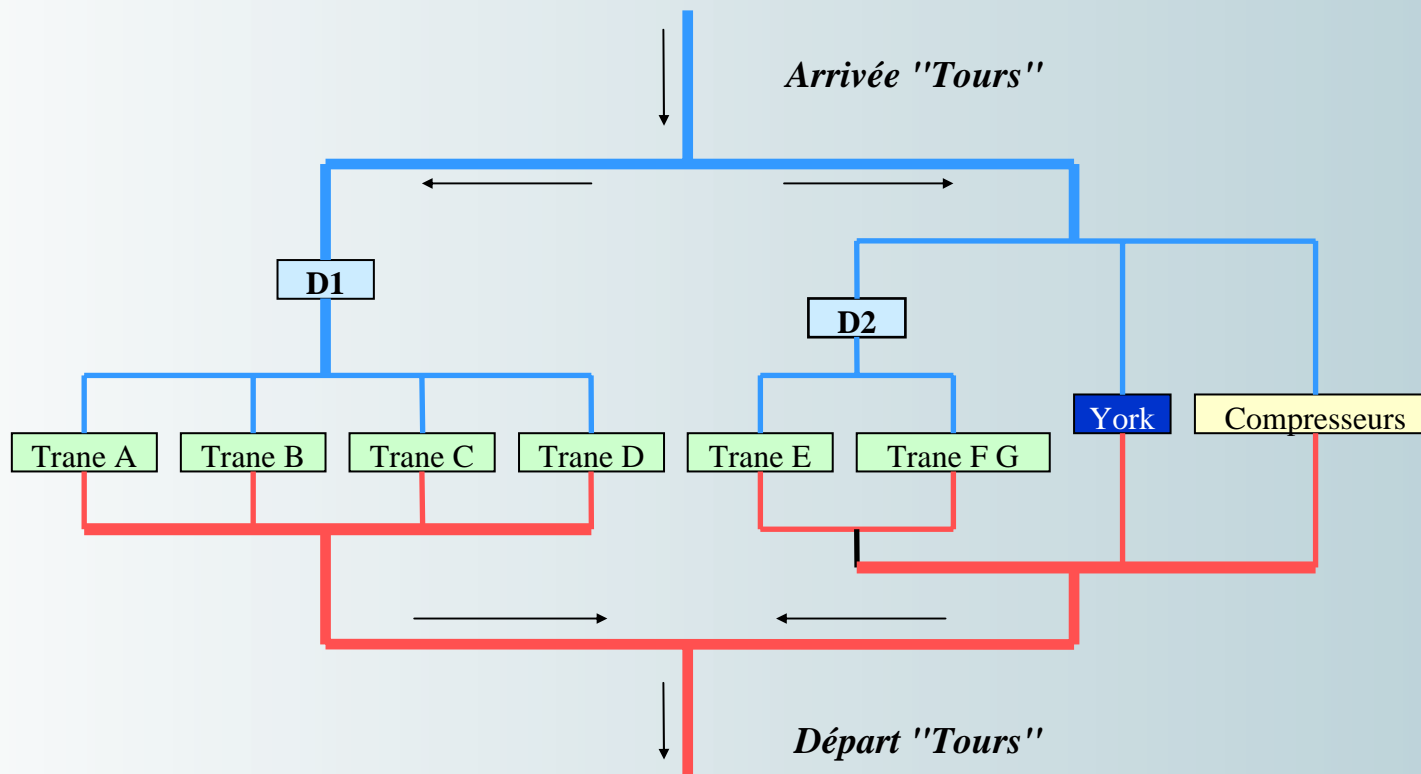 Arrivée "Tours"
D1
D2
York
Compresseurs
Trane A
Trane B
Trane C
Trane D
Trane E
Trane F G
Départ "Tours"